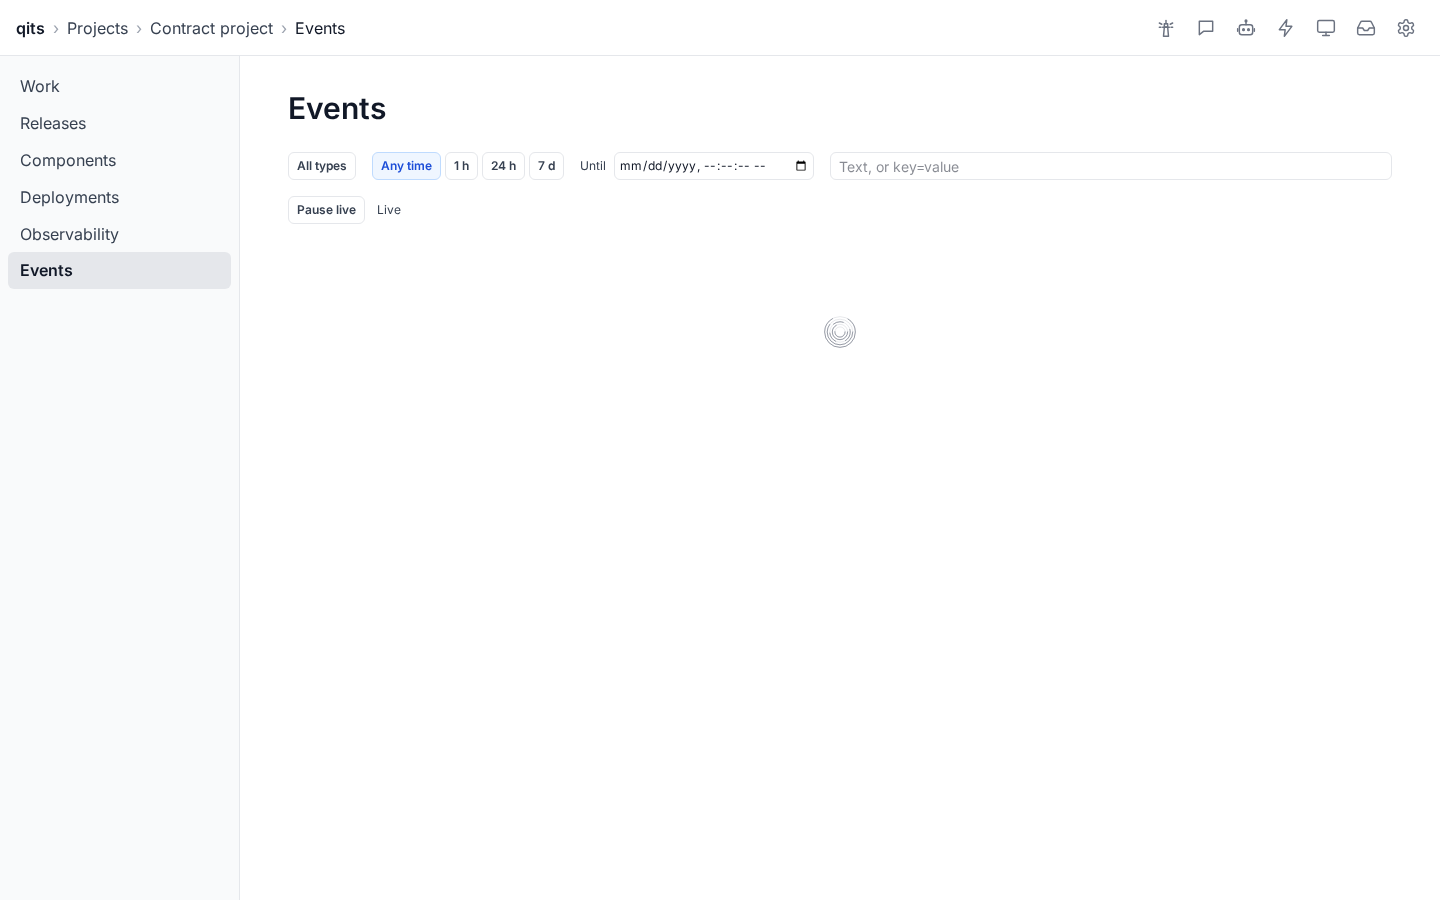 qits › Projects › Contract project › Events
Work
Releases
Components
Deployments
Observability
Events
Events
All types Any time 1 h 24 h 7 d Until mm/dd/yyyy, --:--:-- -- Text, or key=value
Pause live Live